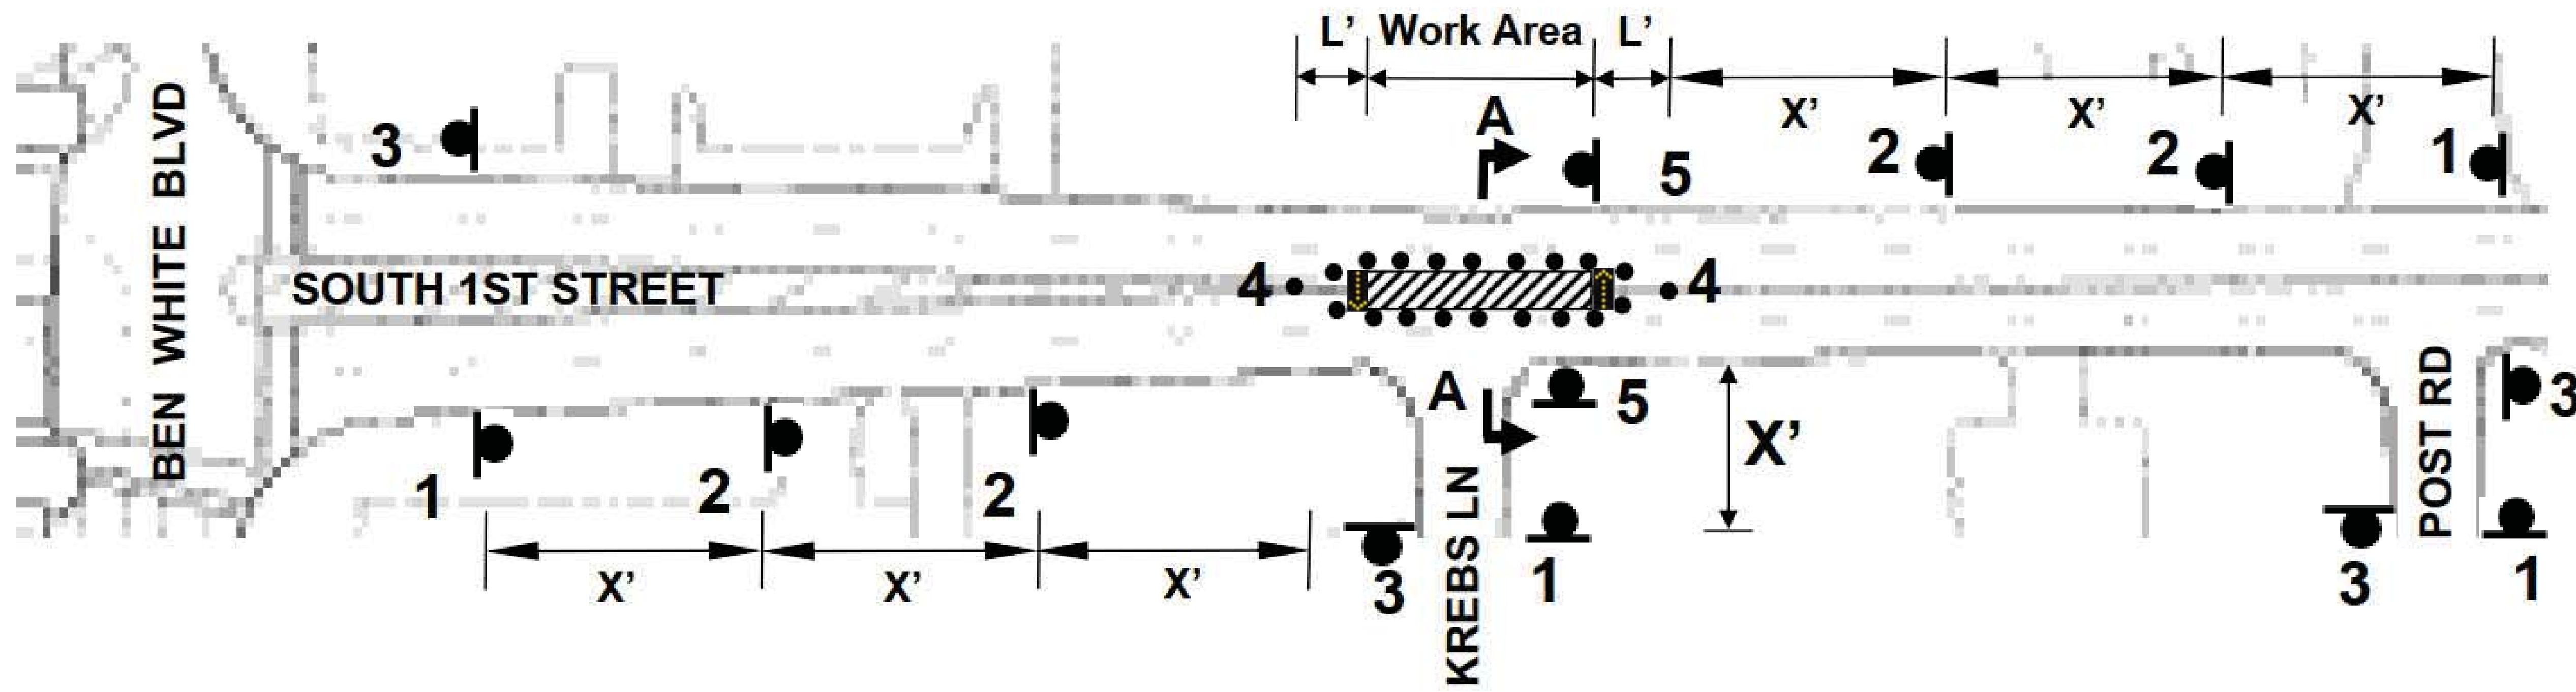 L’ Work Area L’
X’ X’ X’
A
3
5
2
2
1
BEN WHITE BLVD
SOUTH 1ST STREET
4
4
A
5
X’
3
1
2
2
X’ X’ X’
KREBS LN
3
1
POST RD
3
1